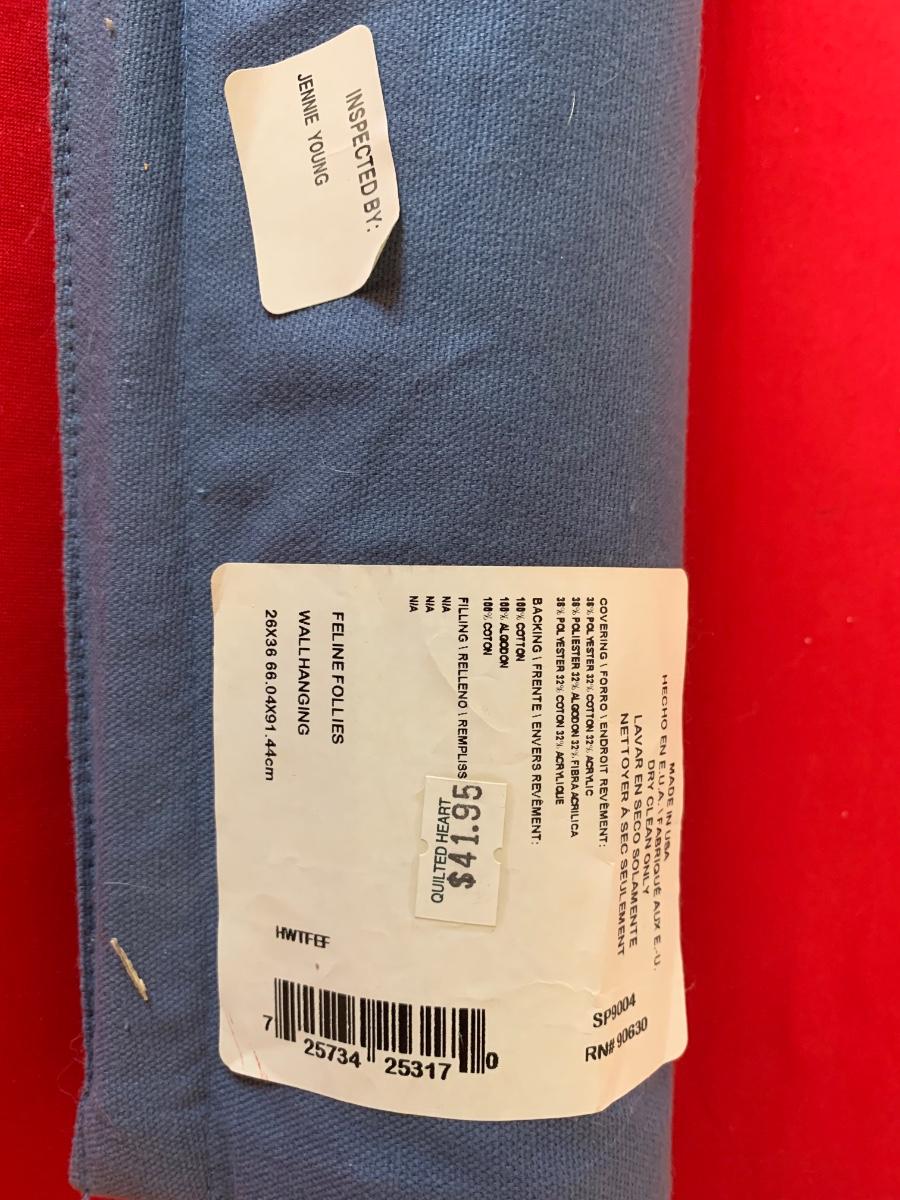 INSPECTED BY:
JENNIE YOUNG
MADE IN USA
HECHO EN E.U.A. \ FABRIQUÉ AUX E.-U.
DRY CLEAN ONLY
LAVAR EN SECO SOLAMENTE
NETTOYER À SEC SEULEMENT
SP9004
RN# 90630
COVERING \ FORRO \ ENDROIT REVÊMENT:
36% POLYESTER 32% COTTON 32% ACRYLIC
36% POLIESTER 32% ALGODON 32% FIBRA ACRILICA
36% POLYESTER 32% COTON 32% ACRYLIQUE
BACKING \ FRENTE \ ENVERS REVÊMENT:
100% COTTON
100% ALGODON
100% COTON
FILLING \ RELLENO \ REMPLISS
N/A
N/A
N/A
$41.95
QUILTED HEART
FELINE FOLLIES
WALLHANGING
26X36 66.04X91.44cm
HWTFEF
7 25734 25317 0